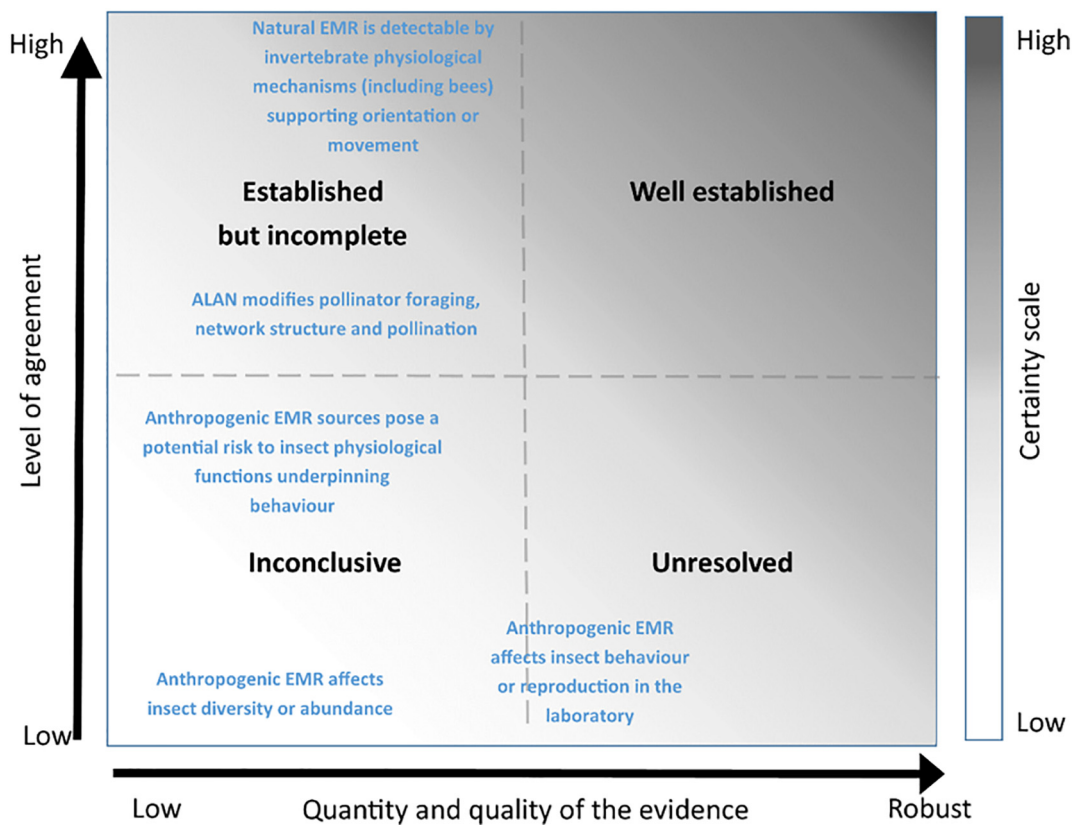 High
Natural EMR is detectable by
invertebrate physiological
mechanisms (including bees)
supporting orientation or
movement
Established
but incomplete
Well established
ALAN modifies pollinator foraging,
network structure and pollination
Level of agreement
Anthropogenic EMR sources pose a
potential risk to insect physiological
functions underpinning
behaviour
Inconclusive
Unresolved
Anthropogenic EMR
affects insect behaviour
or reproduction in the
laboratory
Anthropogenic EMR affects
insect diversity or abundance
Low
Low
Quantity and quality of the evidence
Robust
High
Certainty scale
Low